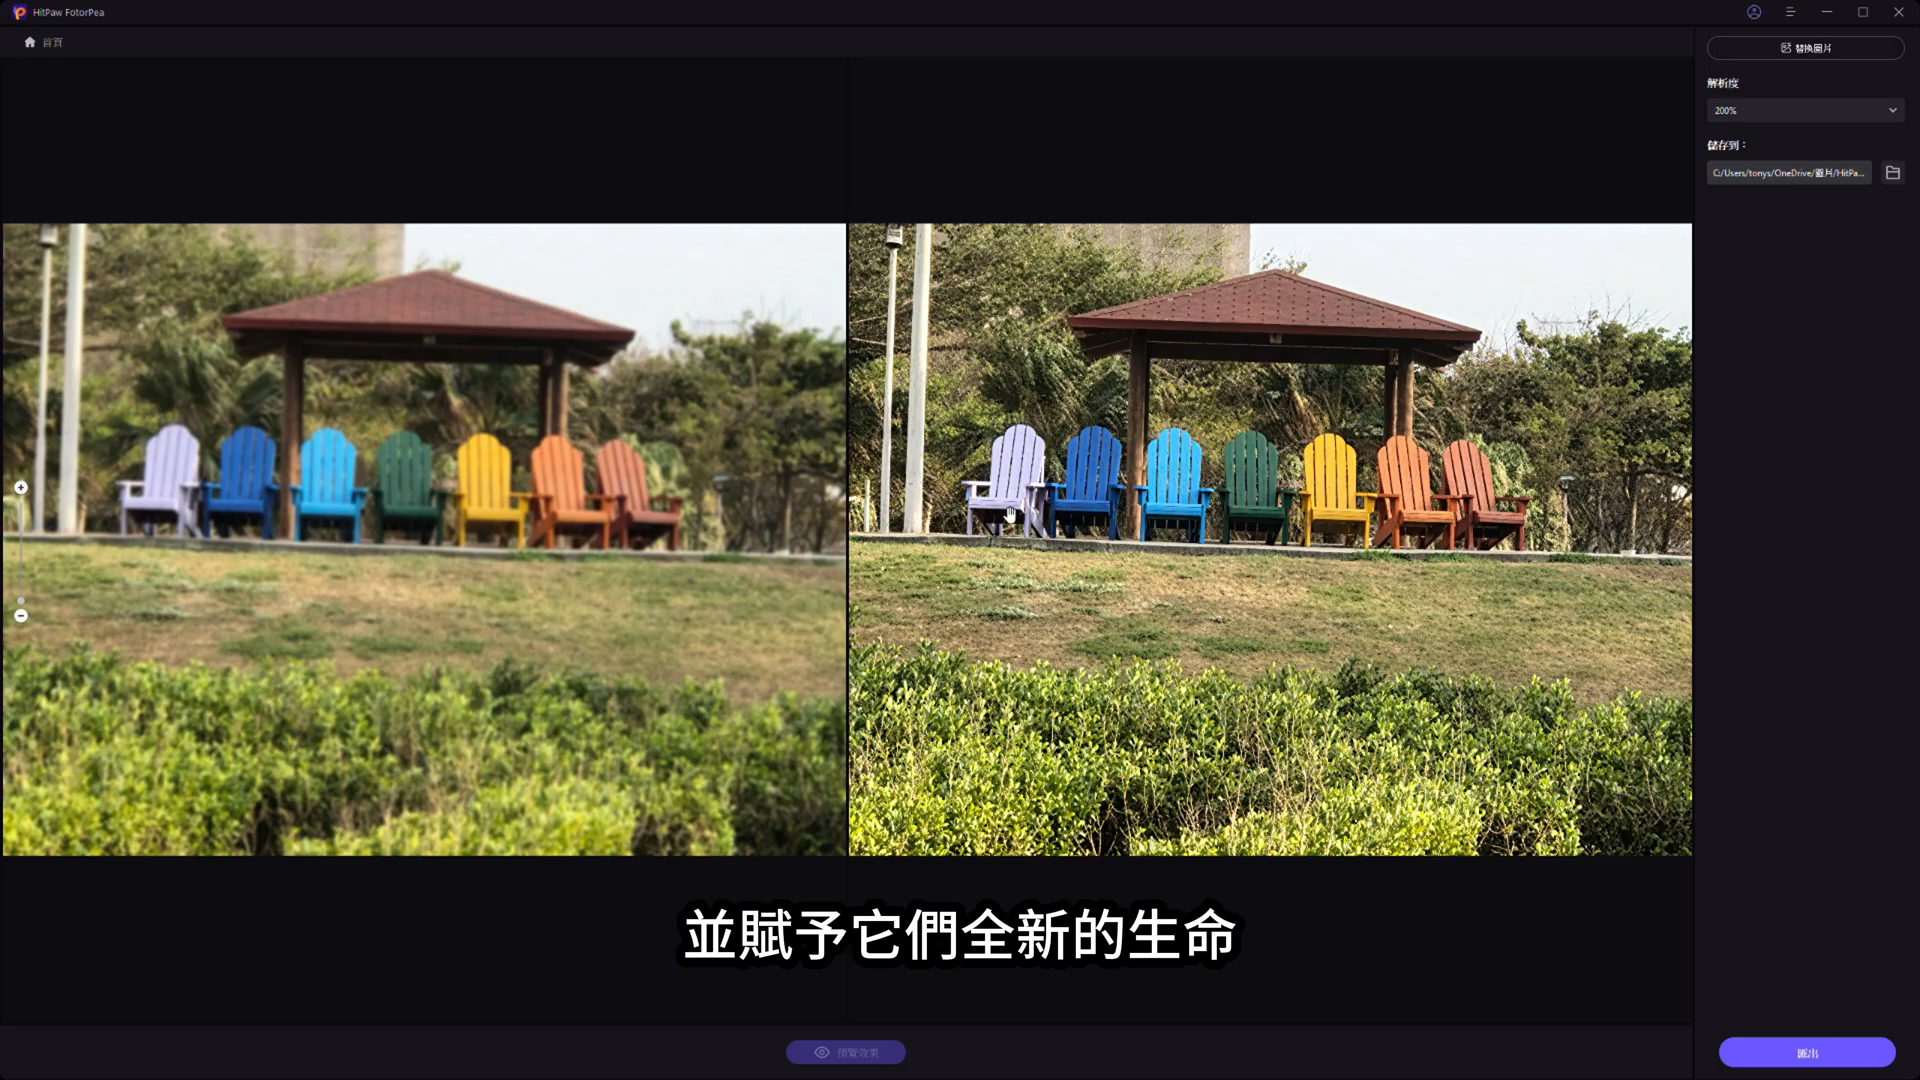 HitPaw FotorPea
首頁
替換圖片
解析度
200%
儲存到：
C:/Users/tonys/OneDrive/圖片/HitPa...
並賦予它們全新的生命
預覽效果
匯出